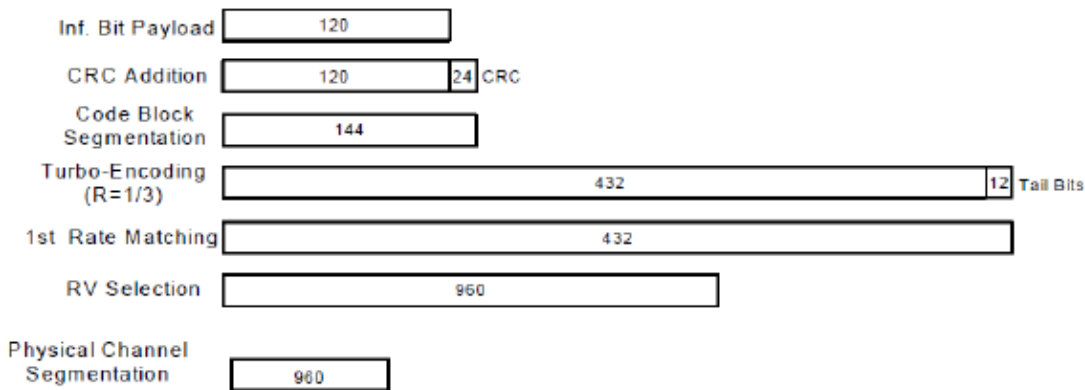 Inf. Bit Payload 120
CRC Addition 120 24 CRC
Code Block
Segmentation 144
Turbo-Encoding
(R=1/3) 432 12 Tail Bits
1st Rate Matching 432
RV Selection 960
Physical Channel
Segmentation 960